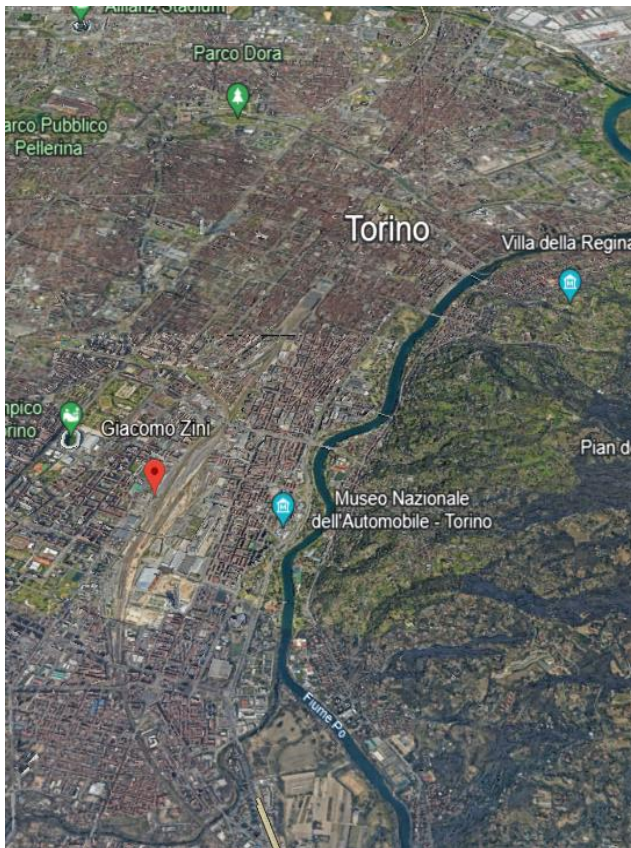 Allianz Stadium
Parco Dora
arco Pubblico
Pellerina
Torino
Villa della Regina
mpico
orino
Giacomo Zini
Pian d
Museo Nazionale
dell'Automobile - Torino
Fiume Po